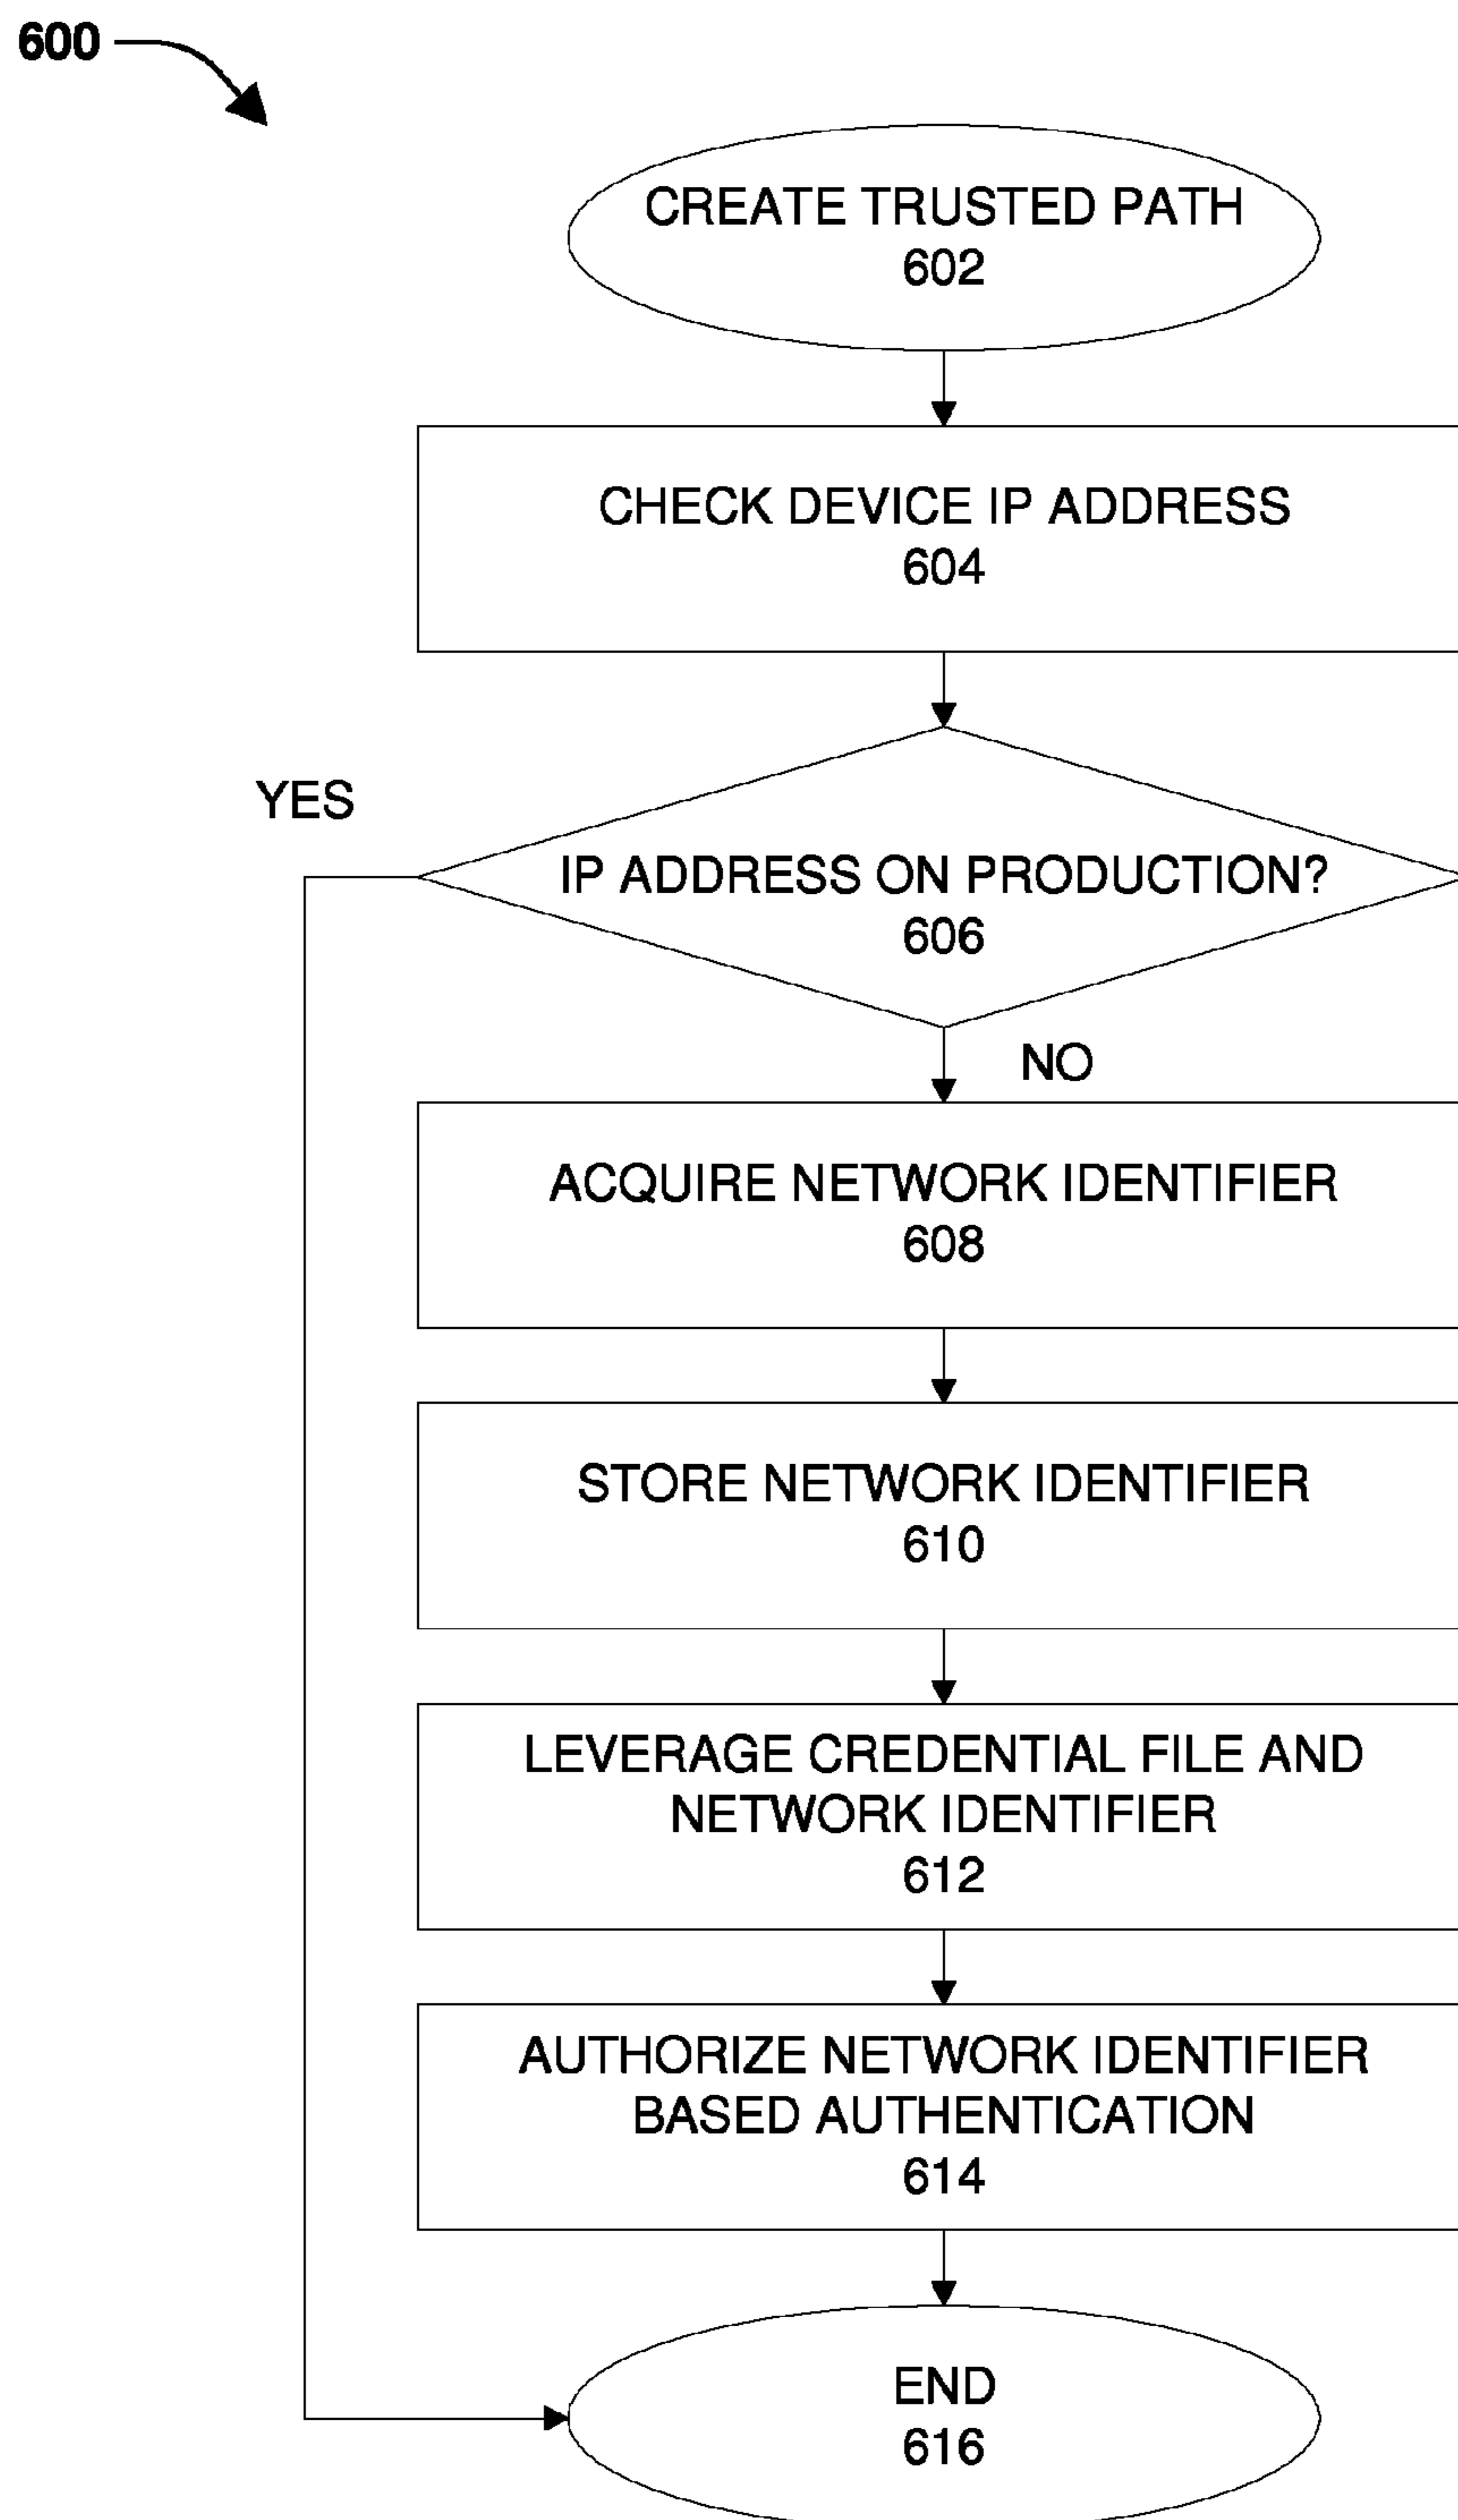 600
CREATE TRUSTED PATH
602
CHECK DEVICE IP ADDRESS
604
YES
IP ADDRESS ON PRODUCTION?
606
NO
ACQUIRE NETWORK IDENTIFIER
608
STORE NETWORK IDENTIFIER
610
LEVERAGE CREDENTIAL FILE AND
NETWORK IDENTIFIER
612
AUTHORIZE NETWORK IDENTIFIER
BASED AUTHENTICATION
614
END
616